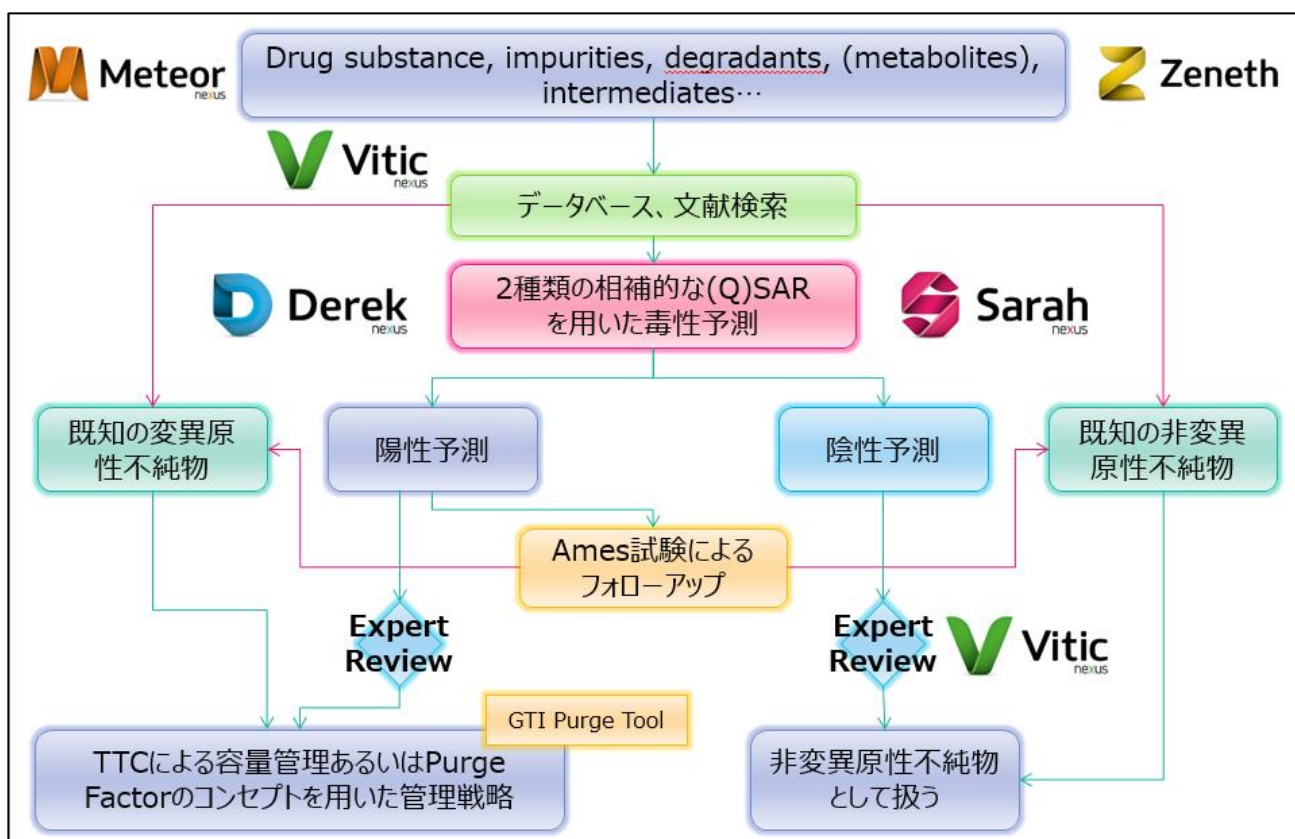 Meteor
nexus
Drug substance, impurities, degradants, (metabolites),
intermediates…
Zeneth
Vitic
nexus
データベース、文献検索
Derek
nexus
2種類の相補的な(Q)SAR
を用いた毒性予測
Sarah
nexus
既知の変異原
性不純物
陽性予測
陰性予測
既知の非変異
原性不純物
Ames試験による
フォローアップ
Expert
Review
Expert
Review
Vitic
nexus
GTI Purge Tool
TTCによる容量管理あるいはPurge
Factorのコンセプトを用いた管理戦略
非変異原性不純物
として扱う